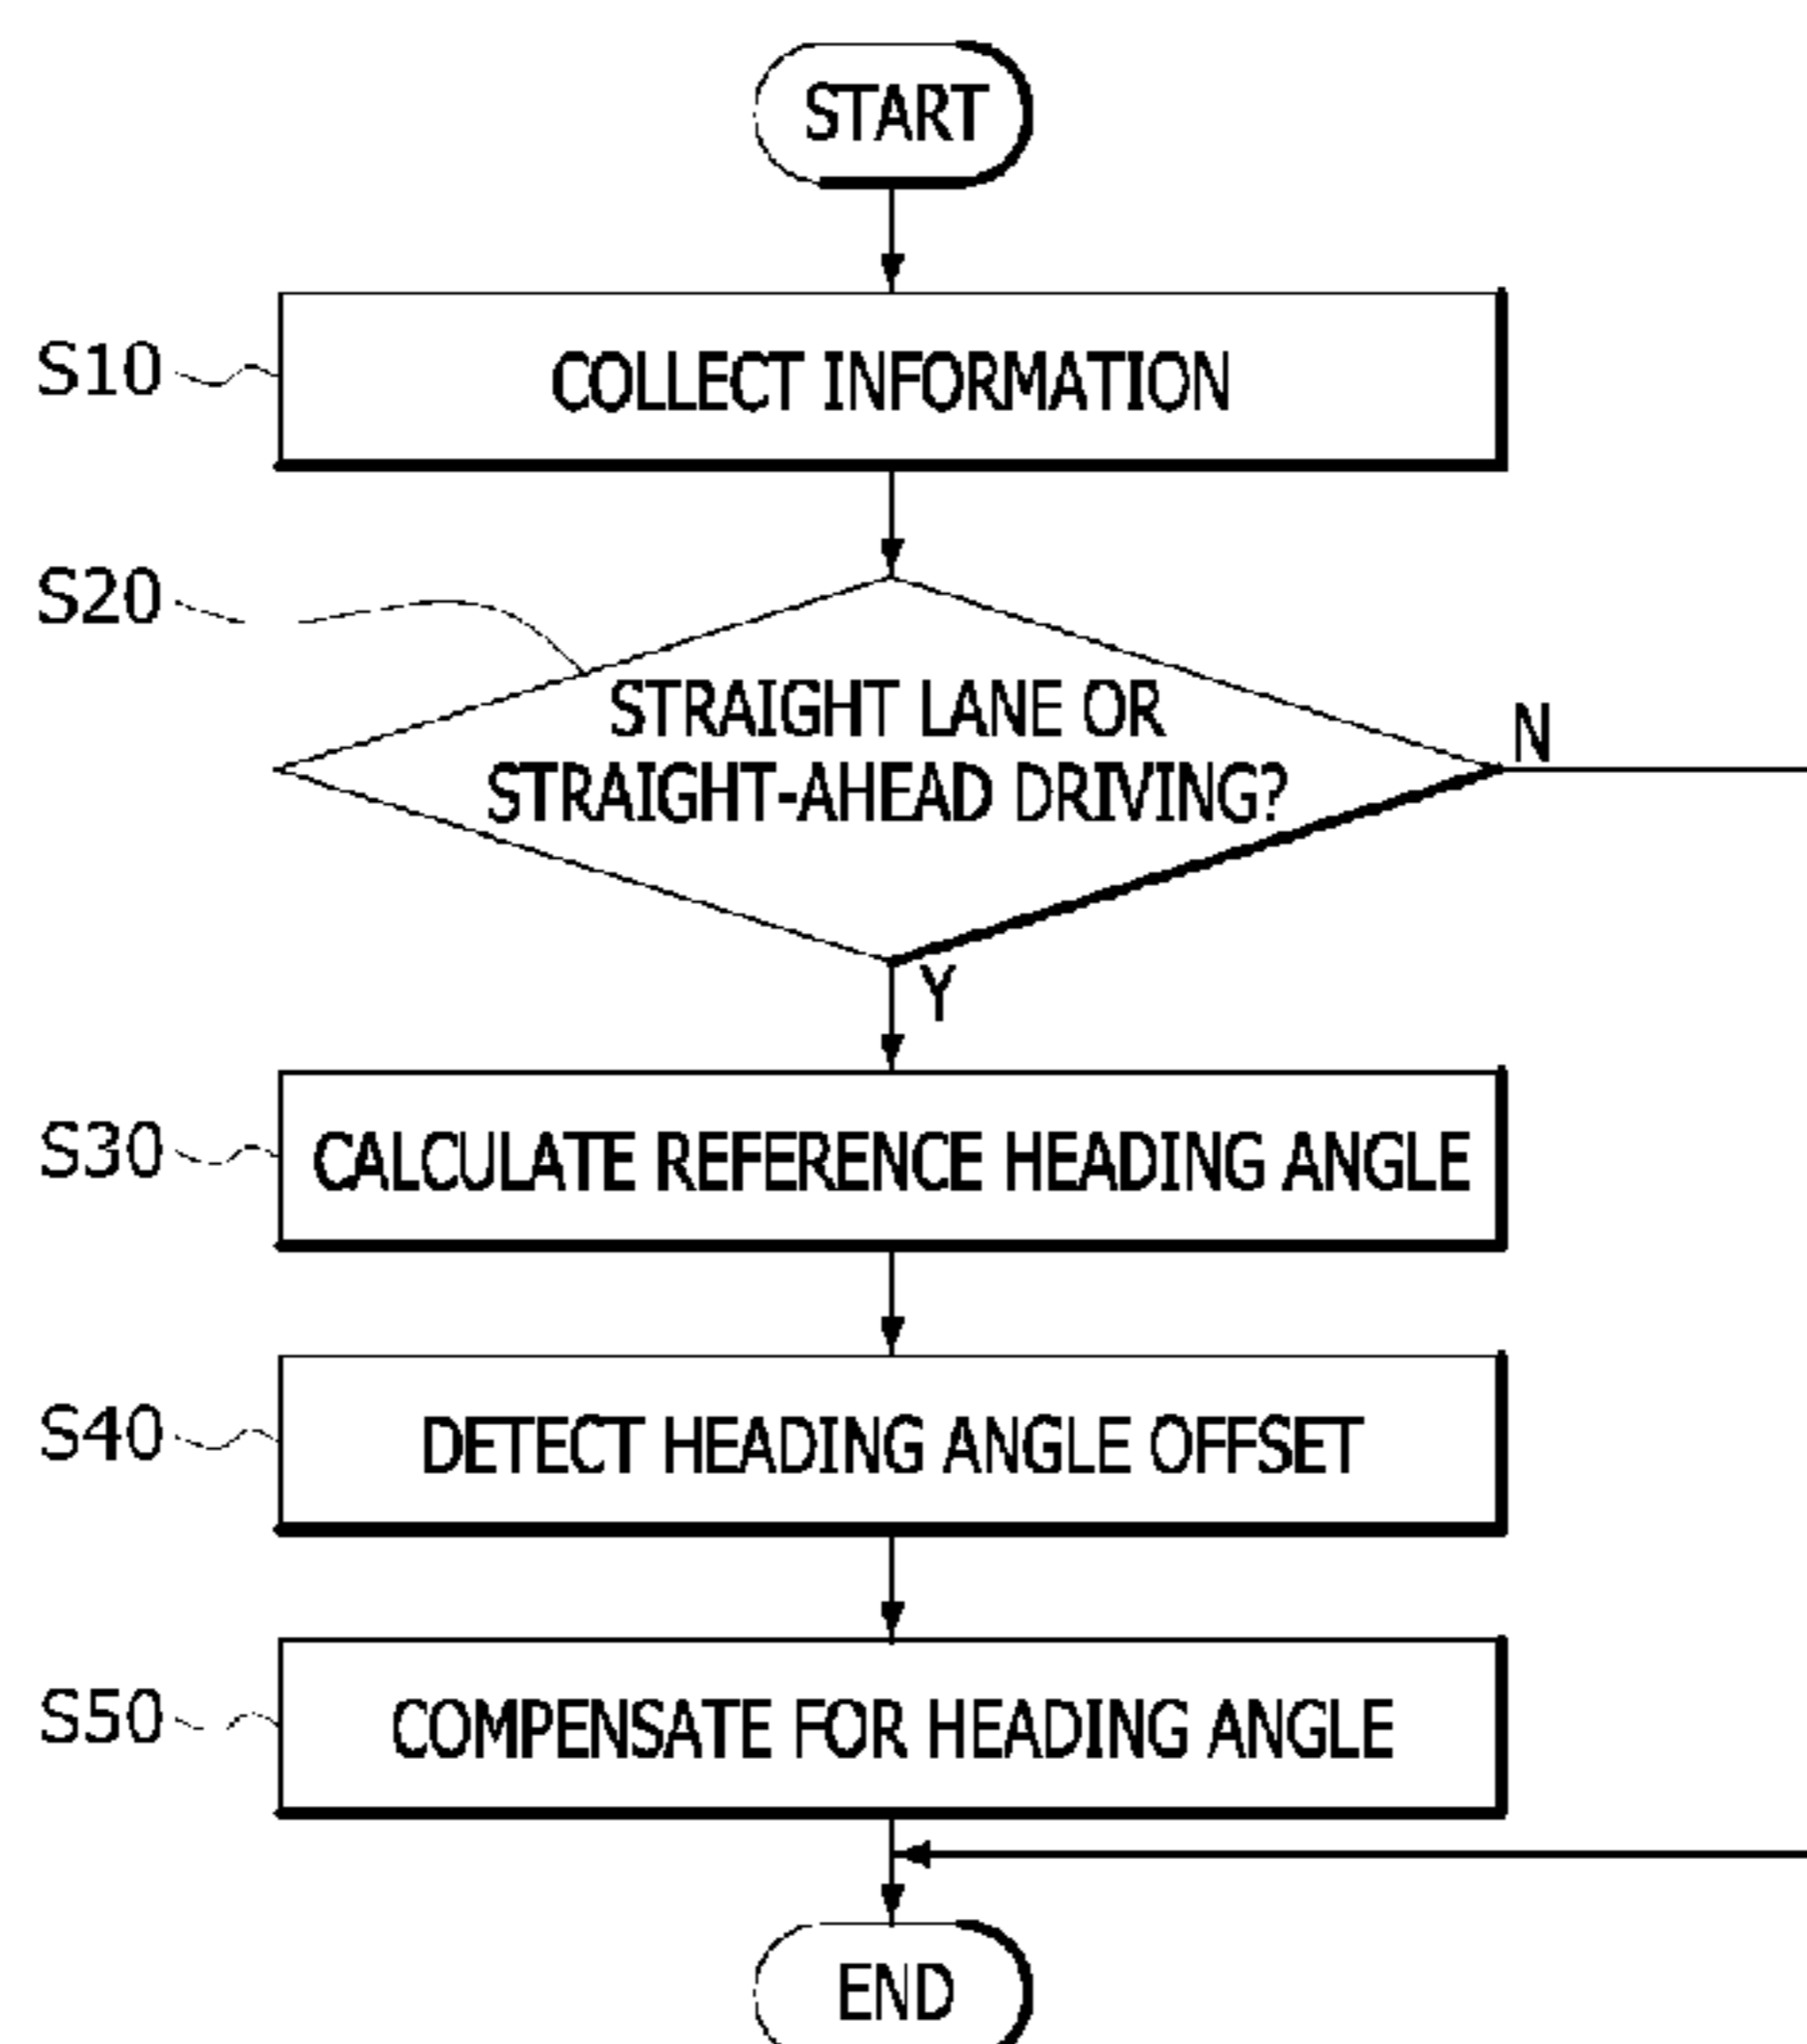 START
S10
COLLECT INFORMATION
S20
STRAIGHT LANE OR
STRAIGHT-AHEAD DRIVING?
N
Y
S30
CALCULATE REFERENCE HEADING ANGLE
S40
DETECT HEADING ANGLE OFFSET
S50
COMPENSATE FOR HEADING ANGLE
END